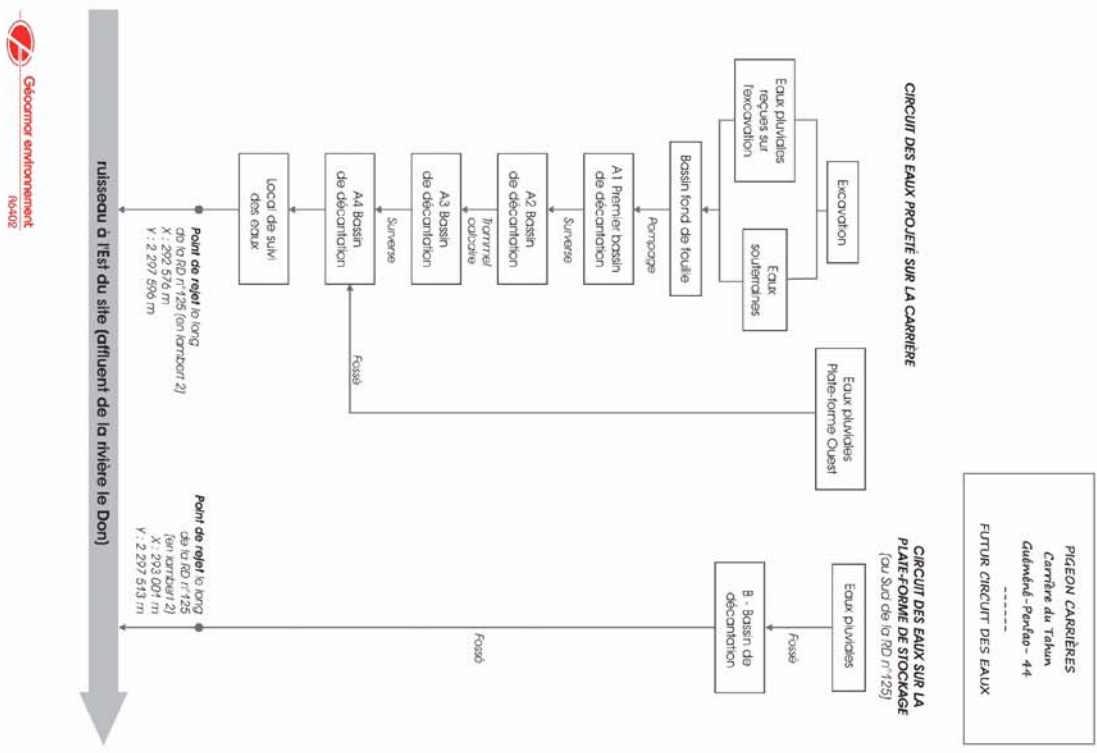 PIGEON CARRIÈRES
Carrière du Tahun
Guéméné-Penfao - 44
------
FUTUR CIRCUIT DES EAUX
CIRCUIT DES EAUX PROJETÉ SUR LA CARRIÈRE
Excavation
Eaux pluviales
reçues sur
l'excavation
Eaux
souterraines
Bassin fond de fouille
Pompage
A1 Premier bassin
de décantation
Surverse
A2 Bassin
de décantation
Trommel
calcaire
A3 Bassin
de décantation
Surverse
A4 Bassin
de décantation
Local de suivi
des eaux
Point de rejet le long
de la RD n°125 (en lambert 2)
X : 292 576 m
Y : 2 297 596 m
Eaux pluviales
Plate-forme Ouest
Fossé
CIRCUIT DES EAUX SUR LA
PLATE-FORME DE STOCKAGE
(au Sud de la RD n°125)
Eaux pluviales
Fossé
B - Bassin de
décantation
Fossé
Point de rejet le long
de la RD n°125
(en lambert 2)
X : 293 001 m
Y : 2 297 513 m
ruisseau à l'Est du site (affluent de la rivière le Don)
Géoarmor environnement
R6402